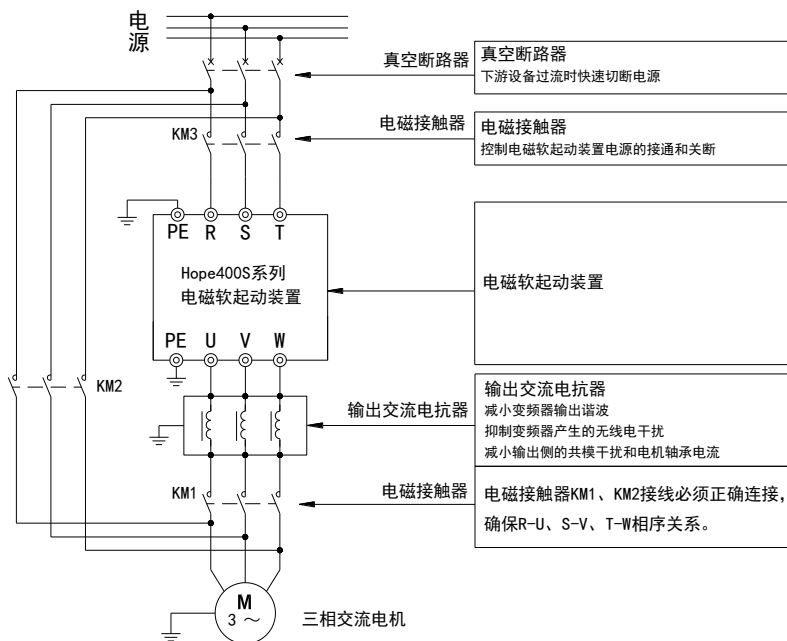 电
源
真空断路器
真空断路器
下游设备过流时快速切断电源
KM3
电磁接触器
电磁接触器
控制电磁软起动装置电源的接通和关断
PE R S T
Hope400S系列
电磁软起动装置
电磁软起动装置
PE U V W
KM2
输出交流电抗器
输出交流电抗器
减小变频器输出谐波
抑制变频器产生的无线电干扰
减小输出侧的共模干扰和电机轴承电流
KM1
电磁接触器
电磁接触器KM1、KM2接线必须正确连接，
确保R-U、S-V、T-W相序关系。
M
3 ～
三相交流电机